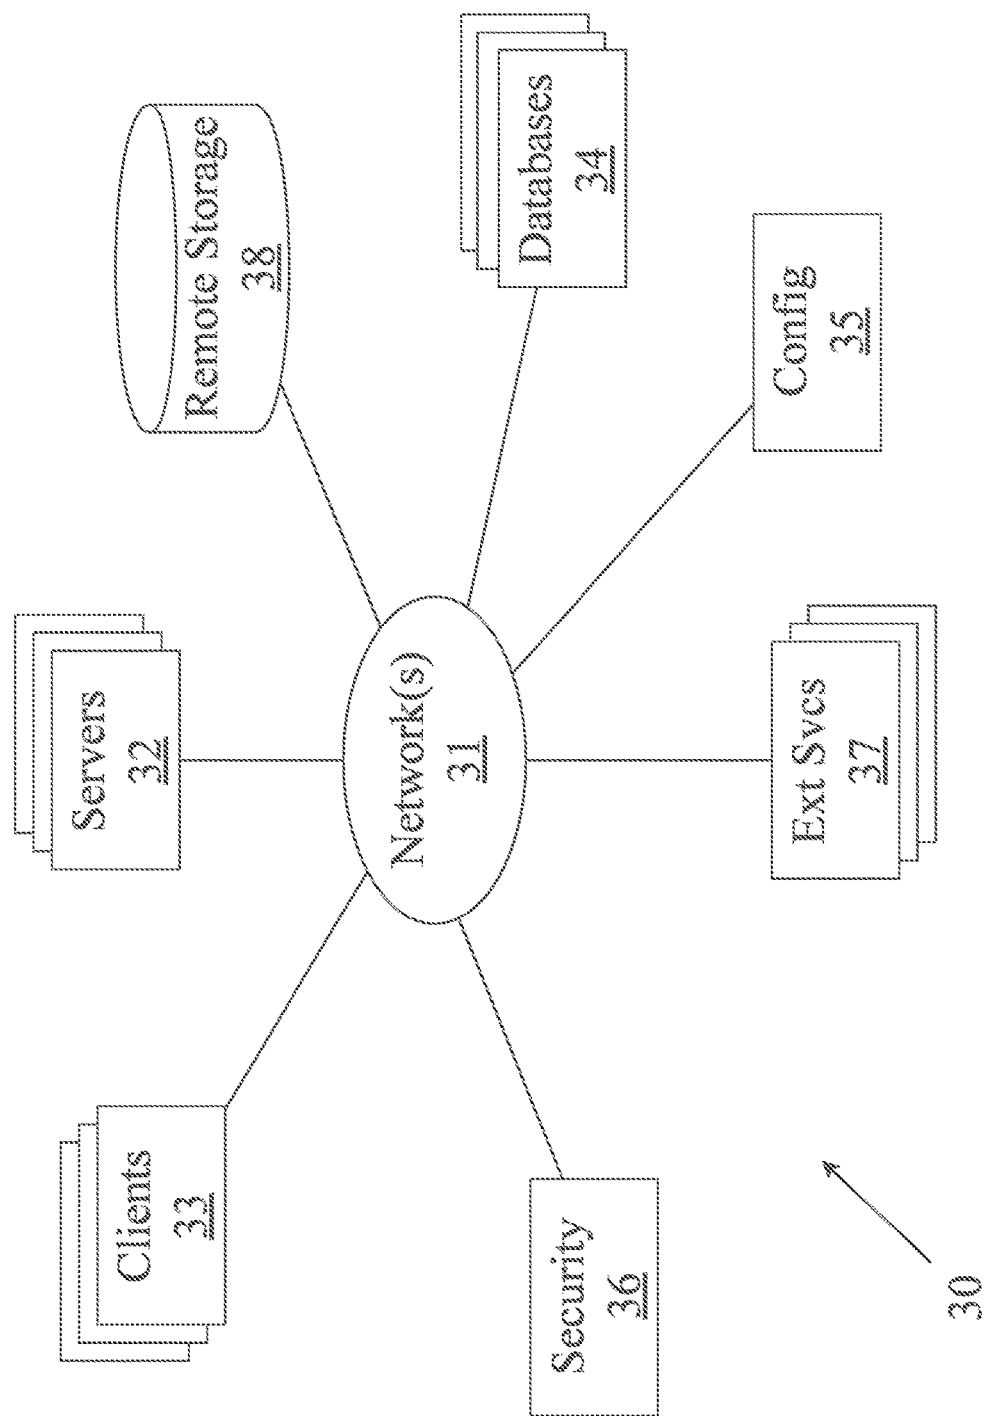 Clients
33
Servers
32
Remote Storage
38
Network(s)
31
Databases
34
Security
36
Ext Svcs
37
Config
35
30